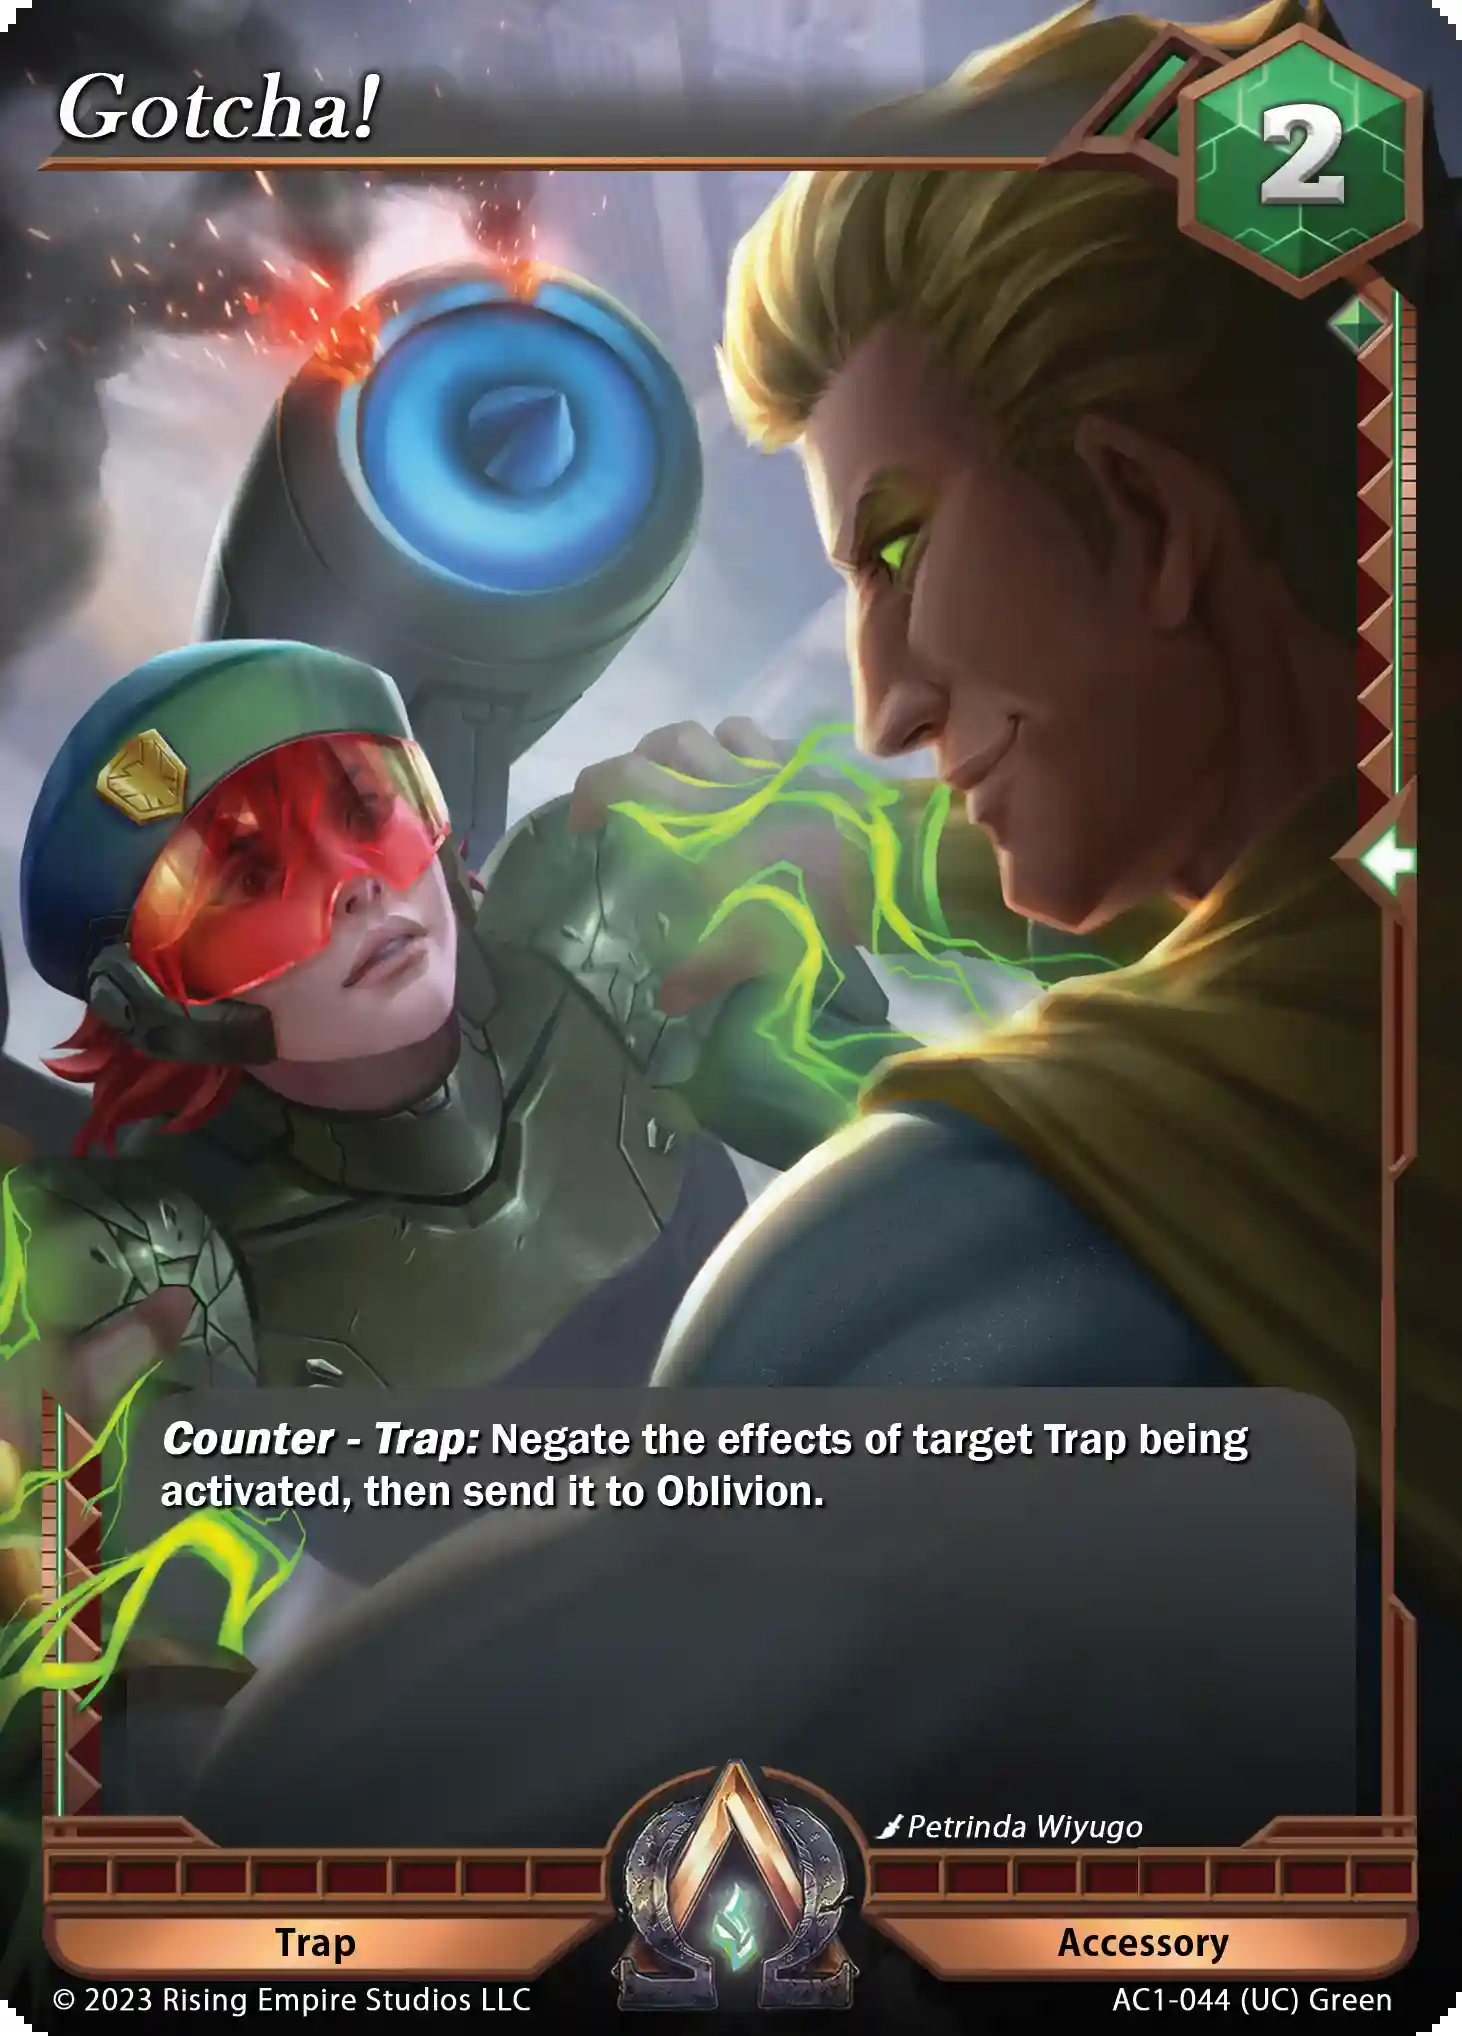 Gotcha!
2
Counter - Trap: Negate the effects of target Trap being
activated, then send it to Oblivion.
Petrinda Wiyugo
Trap
Accessory
© 2023 Rising Empire Studios LLC
AC1-044 (UC) Green